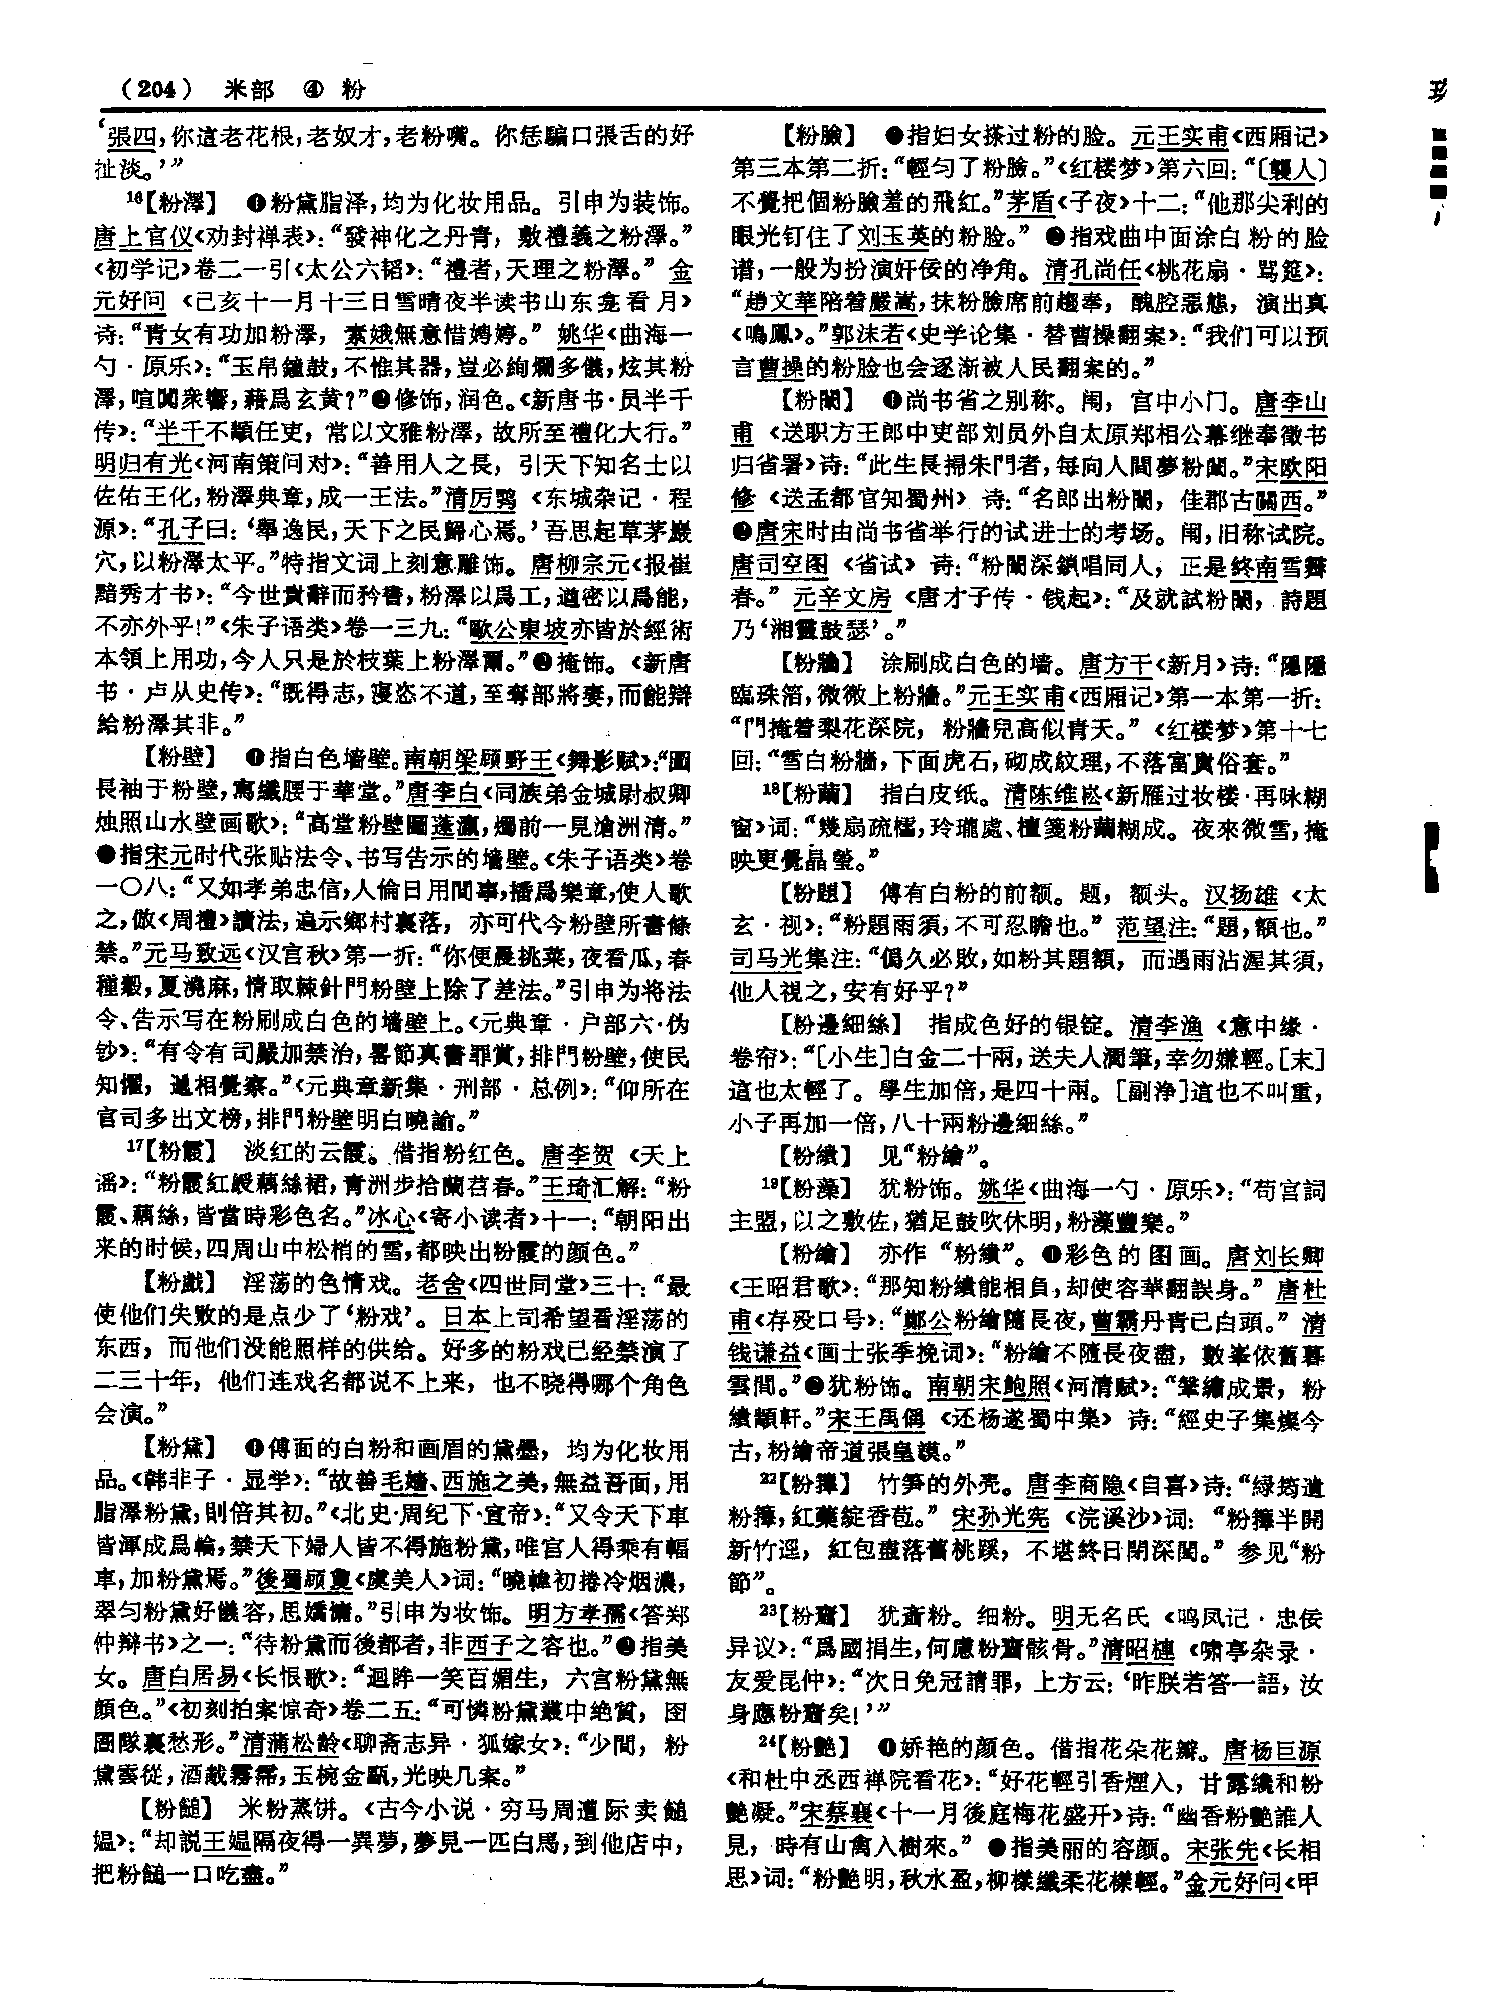 （204） 米部 ④ 粉
‘張四，你這老花根，老奴才，老粉嘴。你恁騙口張舌的好
扯淡。’”
¹⁶【粉澤】 ❶粉黛脂泽，均为化妆用品。引申为装饰。
唐上官仪《劝封禅表》：“發神化之丹青，敷禮義之粉澤。”
《初学记》卷二一引《太公六韬》：“禮者，天理之粉澤。”金
元好问《己亥十一月十三日雪晴夜半读书山东龛看月》
诗：“青女有功加粉澤，素娥無意惜娉婷。”姚华《曲海一
勺·原乐》：“玉帛鐘鼓，不惟其器，豈必絢爛多儀，炫其粉
澤，喧闐衆響，藉爲玄黄？”❷修饰，润色。《新唐书·员半千
传》：“半千不顓任吏，常以文雅粉澤，故所至禮化大行。”
明归有光《河南策问对》：“善用人之長，引天下知名士以
佐佑王化，粉澤典章，成一王法。”清厉鹗《东城杂记·程
源》：“孔子曰：‘舉逸民，天下之民歸心焉。’吾思起草茅巖
穴，以粉澤太平。”特指文词上刻意雕饰。唐柳宗元《报崔
黯秀才书》：“今世貴辭而矜書，粉澤以爲工，遒密以爲能，
不亦外乎！”《朱子语类》卷一三九：“歐公東坡亦皆於經術
本領上用功，今人只是於枝葉上粉澤爾。”❸掩饰。《新唐
书·卢从史传》：“既得志，寖恣不道，至奪部將妻，而能辯
給粉澤其非。”
【粉壁】 ❶指白色墙壁。南朝梁顾野王《舞影赋》：“圖
長袖于粉壁，寫纖腰于華堂。”唐李白《同族弟金城尉叔卿
烛照山水壁画歌》：“高堂粉壁圖蓬瀛，燭前一見滄洲清。”
❷指宋元时代张贴法令、书写告示的墙壁。《朱子语类》卷
一〇八：“又如孝弟忠信，人倫日用間事，播爲樂章，使人歌
之，倣《周禮》讀法，遍示鄉村裏落，亦可代今粉壁所書條
禁。”元马致远《汉宫秋》第一折：“你便晨挑菜，夜看瓜，春
種穀，夏澆麻，情取棘針門粉壁上除了差法。”引申为将法
令、告示写在粉刷成白色的墙壁上。《元典章·户部六·伪
钞》：“有令有司嚴加禁治，畧節真書罪賞，排門粉壁，使民
知懼，遞相覺察。”《元典章新集·刑部·总例》：“仰所在
官司多出文榜，排門粉壁明白曉諭。”
¹⁷【粉霞】 淡红的云霞。借指粉红色。唐李贺《天上
谣》：“粉霞紅綬藕絲裙，青洲步拾蘭苕春。”王琦汇解：“粉
霞、藕絲，皆當時彩色名。”冰心《寄小读者》十一：“朝阳出
来的时候，四周山中松梢的雪，都映出粉霞的颜色。”
【粉戲】 淫荡的色情戏。老舍《四世同堂》三十：“最
使他们失败的是点少了‘粉戏’。日本上司希望看淫荡的
东西，而他们没能照样的供给。好多的粉戏已经禁演了
二三十年，他们连戏名都说不上来，也不晓得哪个角色
会演。”
【粉黛】 ❶傅面的白粉和画眉的黛墨，均为化妆用
品。《韩非子·显学》：“故善毛嬙、西施之美，無益吾面，用
脂澤粉黛，則倍其初。”《北史·周纪下·宣帝》：“又令天下車
皆渾成爲輪，禁天下婦人皆不得施粉黛，唯宫人得乘有輻
車，加粉黛焉。”後蜀顾敻《虞美人》词：“曉幃初捲冷烟濃，
翠匀粉黛好儀容，思嬌慵。”引申为妆饰。明方孝孺《答郑
仲辩书》之一：“待粉黛而後都者，非西子之容也。”❷指美
女。唐白居易《长恨歌》：“迴眸一笑百媚生，六宫粉黛無
顏色。”《初刻拍案惊奇》卷二五：“可憐粉黛叢中绝質，囹
圄隊裏愁形。”清蒲松龄《聊斋志异·狐嫁女》：“少間，粉
黛雲從，酒胾霧霈，玉椀金甌，光映几案。”
【粉䭔】 米粉蒸饼。《古今小说·穷马周遭际卖䭔
媪》：“却説王媪隔夜得一異夢，夢見一匹白馬，到他店中，
把粉䭔一口吃盡。”
【粉臉】 ❶指妇女搽过粉的脸。元王实甫《西厢记》
第三本第二折：“輕匀了粉臉。”《红楼梦》第六回：“〔襲人〕
不覺把個粉臉羞的飛紅。”茅盾《子夜》十二：“他那尖利的
眼光钉住了刘玉英的粉脸。”❷指戏曲中面涂白粉的脸
谱，一般为扮演奸佞的净角。清孔尚任《桃花扇·骂筵》：
“趙文華陪着嚴嵩，抹粉臉席前趨奉，醜腔惡態，演出真
《鳴鳳》。”郭沫若《史学论集·替曹操翻案》：“我们可以预
言曹操的粉脸也会逐渐被人民翻案的。”
【粉闈】 ❶尚书省之别称。闱，宫中小门。唐李山
甫《送职方王郎中吏部刘员外自太原郑相公幕继奉徵书
归省署》诗：“此生長掃朱門者，每向人間夢粉闈。”宋欧阳
修《送孟都官知蜀州》诗：“名郎出粉闈，佳郡古關西。”
❷唐宋时由尚书省举行的试进士的考场。闱，旧称试院。
唐司空图《省试》诗：“粉闈深鎖唱同人，正是終南雪霽
春。”元辛文房《唐才子传·钱起》：“及就試粉闈，詩題
乃‘湘靈鼓瑟’。”
【粉牆】 涂刷成白色的墙。唐方干《新月》诗：“隱隱
臨珠箔，微微上粉牆。”元王实甫《西厢记》第一本第一折：
“門掩着梨花深院，粉牆兒高似青天。”《红楼梦》第十七
回：“雪白粉牆，下面虎石，砌成紋理，不落富貴俗套。”
¹⁸【粉繭】 指白皮纸。清陈维崧《新雁过妆楼·再咏糊
窗》词：“幾扇疏櫺，玲瓏處、檀箋粉繭糊成。夜來微雪，掩
映更覺晶瑩。”
【粉題】 傅有白粉的前额。题，额头。汉扬雄《太
玄·视》：“粉題雨須，不可忍瞻也。”范望注：“題，額也。”
司马光集注：“僞久必敗，如粉其題額，而遇雨沾渥其須，
他人視之，安有好乎？”
【粉邊細絲】 指成色好的银锭。清李渔《意中缘·
卷帘》：“［小生］白金二十兩，送夫人潤筆，幸勿嫌輕。［末］
這也太輕了。學生加倍，是四十兩。［副浄］這也不叫重，
小子再加一倍，八十兩粉邊細絲。”
【粉繢】 见“粉繪”。
¹⁹【粉藻】 犹粉饰。姚华《曲海一勺·原乐》：“苟宫詞
主盟，以之敷佐，猶足鼓吹休明，粉藻豐樂。”
【粉繪】 亦作“粉繢”。❶彩色的图画。唐刘长卿
《王昭君歌》：“那知粉繢能相負，却使容華翻誤身。”唐杜
甫《存殁口号》：“鄭公粉繪隨長夜，曹霸丹青已白頭。”清
钱谦益《画士张季挽词》：“粉繪不隨長夜盡，數峯依舊暮
雲間。”❷犹粉饰。南朝宋鲍照《河清赋》：“筆繡成景，粉
繢顓軒。”宋王禹偁《还杨遂蜀中集》诗：“經史子集燦今
古，粉繪帝道張皇謨。”
²²【粉籜】 竹笋的外壳。唐李商隐《自喜》诗：“緑筠遺
粉籜，紅藥綻香苞。”宋孙光宪《浣溪沙》词：“粉籜半開
新竹逕，紅包盡落舊桃蹊，不堪終日閉深閨。”参见“粉
節”。
²³【粉齏】 犹齑粉。细粉。明无名氏《鸣凤记·忠佞
异议》：“爲國捐生，何慮粉齏骸骨。”清昭槤《啸亭杂录·
友爱昆仲》：“次日免冠請罪，上方云：‘昨朕若答一語，汝
身應粉齏矣！’”
²⁴【粉艷】 ❶娇艳的颜色。借指花朵花瓣。唐杨巨源
《和杜中丞西禅院看花》：“好花輕引香煙入，甘露纔和粉
艷凝。”宋蔡襄《十一月後庭梅花盛开》诗：“幽香粉艷誰人
見，時有山禽入樹來。”❷指美丽的容颜。宋张先《长相
思》词：“粉艷明，秋水盈，柳樣纖柔花樣輕。”金元好问《甲